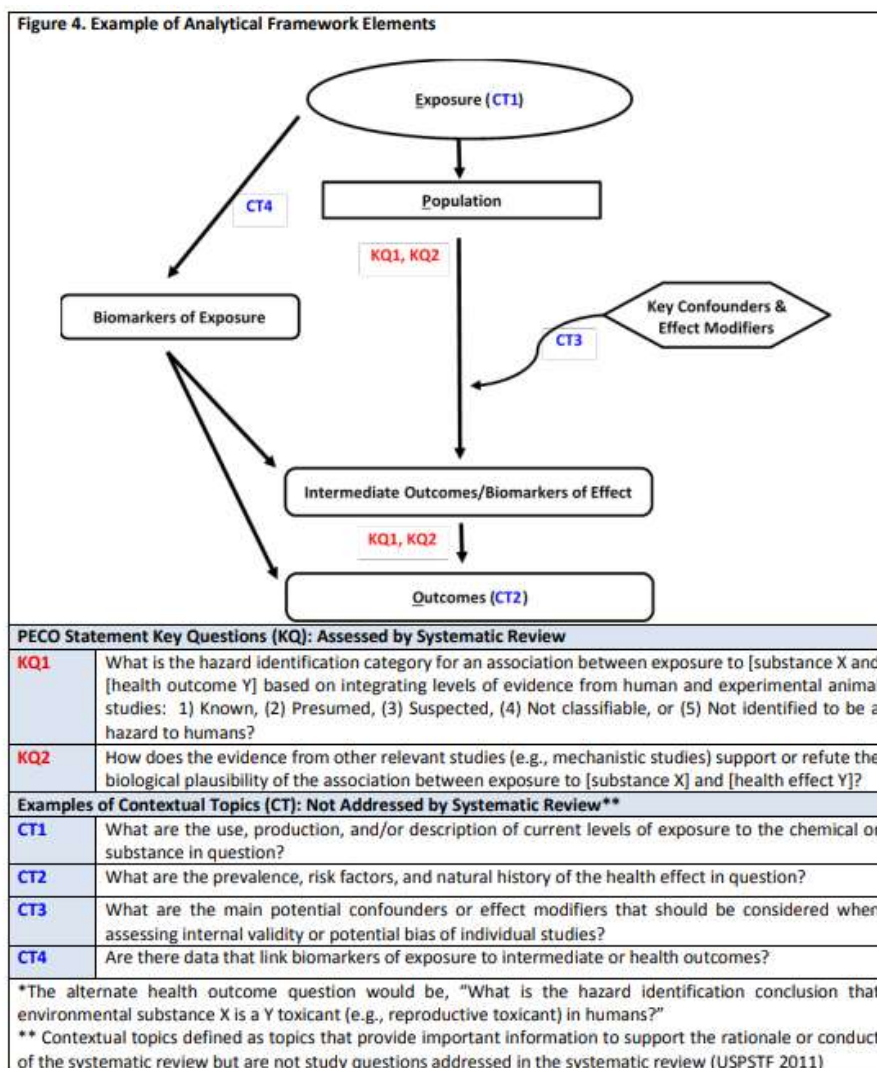 Figure 4. Example of Analytical Framework Elements
Exposure (CT1)
CT4
Population
KQ1, KQ2
Biomarkers of Exposure
Key Confounders &
Effect Modifiers
CT3
Intermediate Outcomes/Biomarkers of Effect
KQ1, KQ2
Outcomes (CT2)
PECO Statement Key Questions (KQ): Assessed by Systematic Review
KQ1
What is the hazard identification category for an association between exposure to [substance X and
[health outcome Y] based on integrating levels of evidence from human and experimental animal
studies: 1) Known, (2) Presumed, (3) Suspected, (4) Not classifiable, or (5) Not identified to be a
hazard to humans?
KQ2
How does the evidence from other relevant studies (e.g., mechanistic studies) support or refute the
biological plausibility of the association between exposure to [substance X] and [health effect Y]?
Examples of Contextual Topics (CT): Not Addressed by Systematic Review**
CT1
What are the use, production, and/or description of current levels of exposure to the chemical or
substance in question?
CT2
What are the prevalence, risk factors, and natural history of the health effect in question?
CT3
What are the main potential confounders or effect modifiers that should be considered when
assessing internal validity or potential bias of individual studies?
CT4
Are there data that link biomarkers of exposure to intermediate or health outcomes?
*The alternate health outcome question would be, "What is the hazard identification conclusion that
environmental substance X is a Y toxicant (e.g., reproductive toxicant) in humans?"
** Contextual topics defined as topics that provide important information to support the rationale or conduct
of the systematic review but are not study questions addressed in the systematic review (USPSTF 2011)